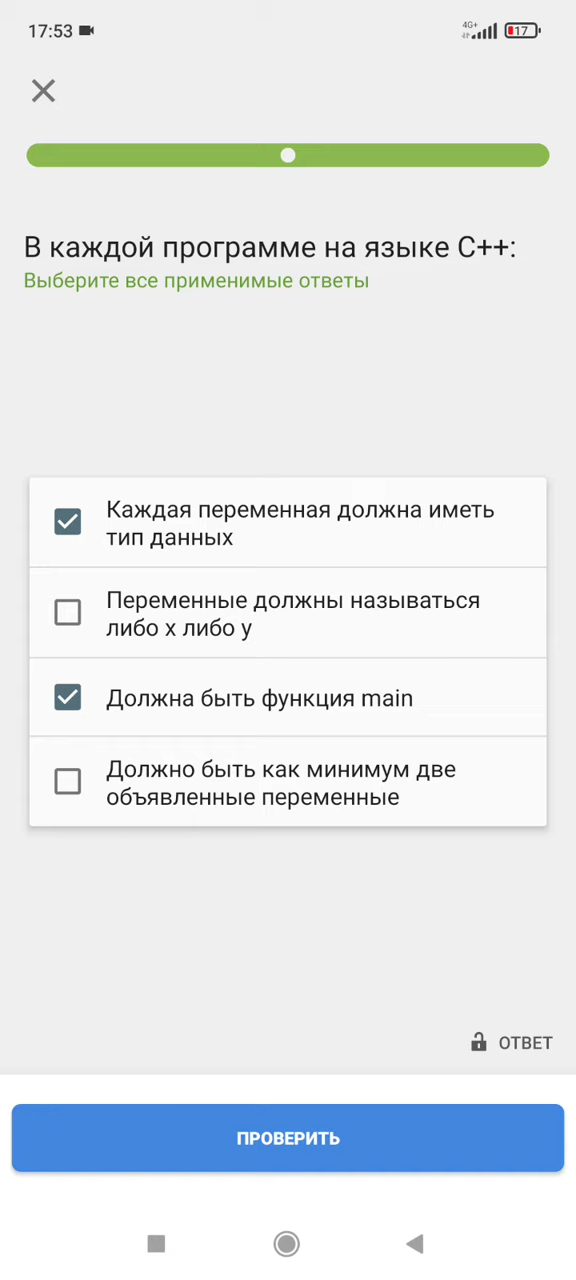 17:53
4G+
17
В каждой программе на языке C++:
Выберите все применимые ответы
Каждая переменная должна иметь
тип данных
Переменные должны называться
либо x либо y
Должна быть функция main
Должно быть как минимум две
объявленные переменные
ОТВЕТ
ПРОВЕРИТЬ